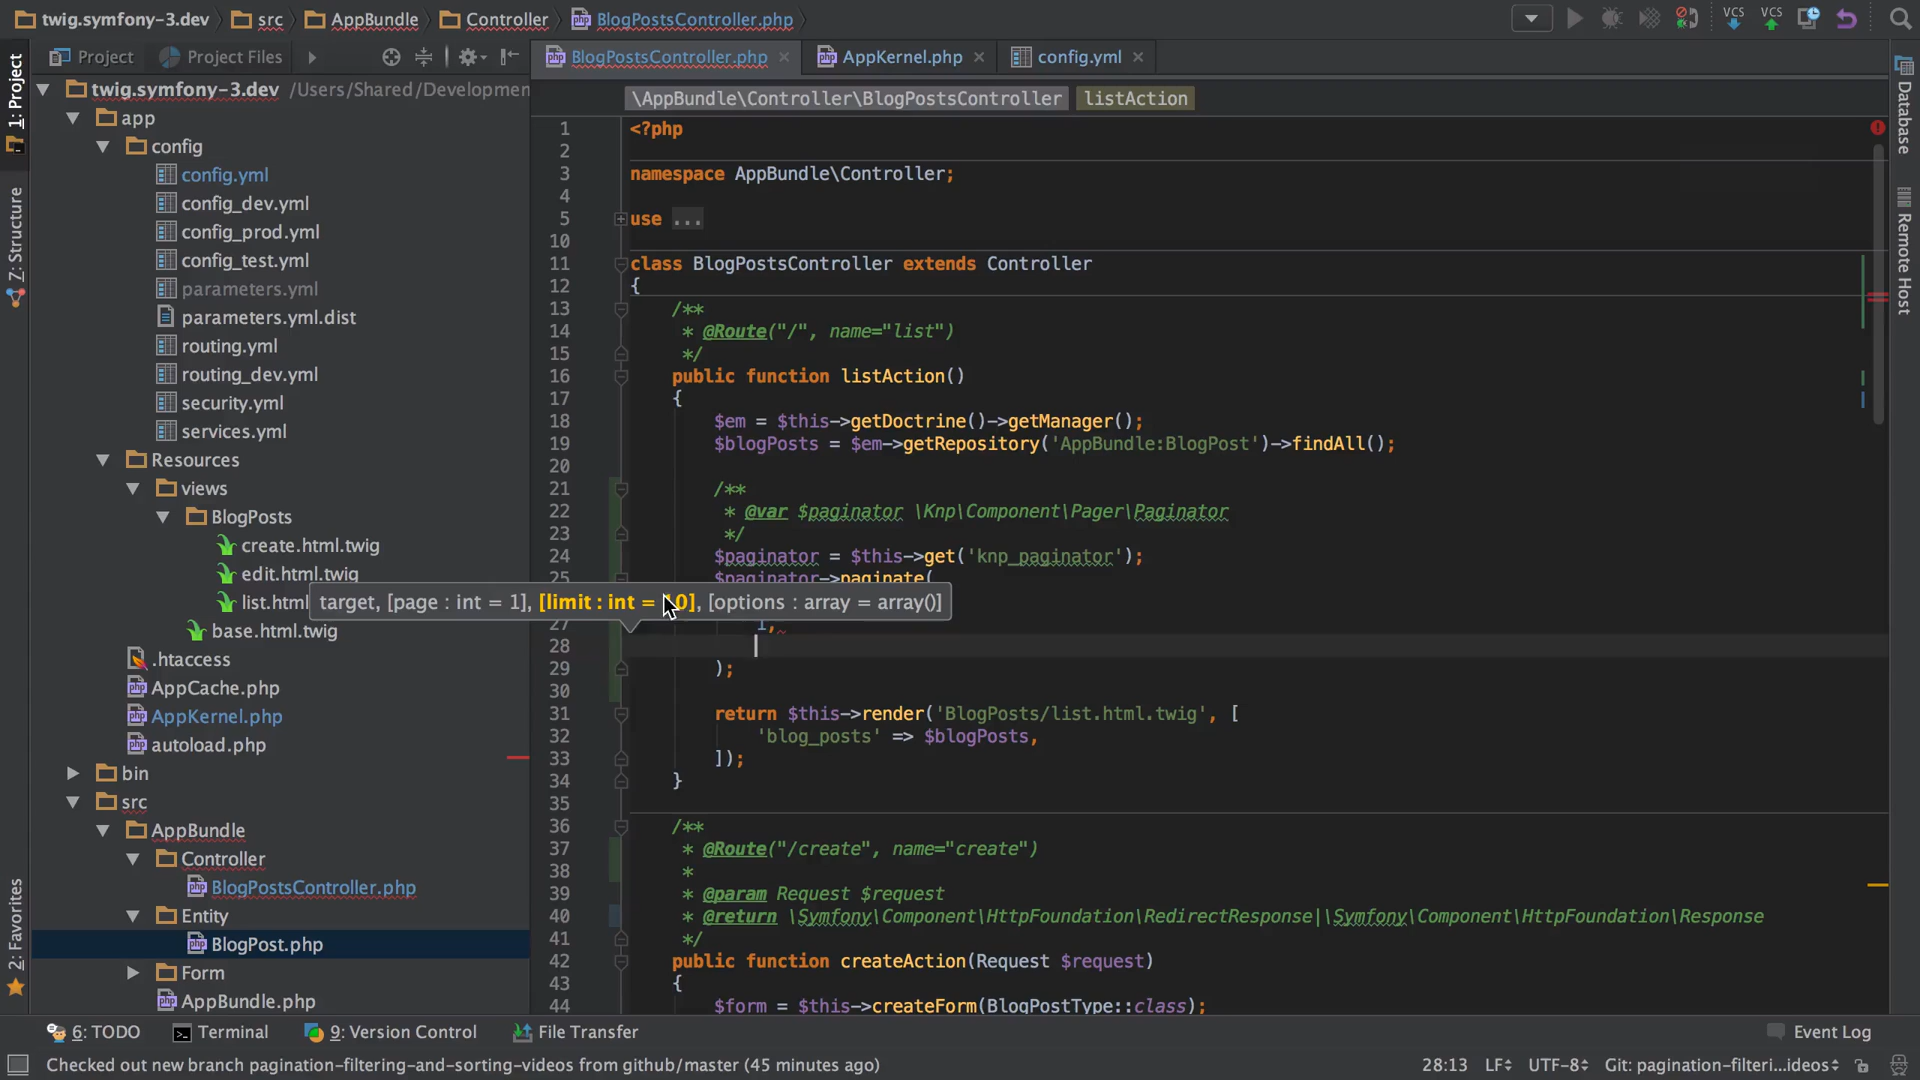 twig.symfony-3.dev src AppBundle Controller BlogPostsController.php
VCS VCS
1: Project
Z: Structure
2: Favorites
Project Project Files
twig.symfony-3.dev /Users/Shared/Developmen
app
config
config.yml
config_dev.yml
config_prod.yml
config_test.yml
parameters.yml
parameters.yml.dist
routing.yml
routing_dev.yml
security.yml
services.yml
Resources
views
BlogPosts
create.html.twig
edit.html.twig
list.html
base.html.twig
.htaccess
AppCache.php
AppKernel.php
autoload.php
bin
src
AppBundle
Controller
BlogPostsController.php
Entity
BlogPost.php
Form
AppBundle.php
BlogPostsController.php AppKernel.php config.yml
\AppBundle\Controller\BlogPostsController listAction
1 <?php
2
3 namespace AppBundle\Controller;
4
5 use ...
10
11 class BlogPostsController extends Controller
12 {
13 /**
14 * @Route("/", name="list")
15 */
16 public function listAction()
17 {
18 $em = $this->getDoctrine()->getManager();
19 $blogPosts = $em->getRepository('AppBundle:BlogPost')->findAll();
20
21 /**
22 * @var $paginator \Knp\Component\Pager\Paginator
23 */
24 $paginator = $this->get('knp_paginator');
25 $paginator->paginate(
target, [page : int = 1], [limit : int = 10], [options : array = array()]
27 1,
28
29 );
30
31 return $this->render('BlogPosts/list.html.twig', [
32 'blog_posts' => $blogPosts,
33 ]);
34 }
35
36 /**
37 * @Route("/create", name="create")
38 *
39 * @param Request $request
40 * @return \Symfony\Component\HttpFoundation\RedirectResponse|\Symfony\Component\HttpFoundation\Response
41 */
42 public function createAction(Request $request)
43 {
44 $form = $this->createForm(BlogPostType::class);
Database
Remote Host
6: TODO Terminal 9: Version Control File Transfer Event Log
Checked out new branch pagination-filtering-and-sorting-videos from github/master (45 minutes ago) 28:13 LF UTF-8 Git: pagination-filteri...ideos